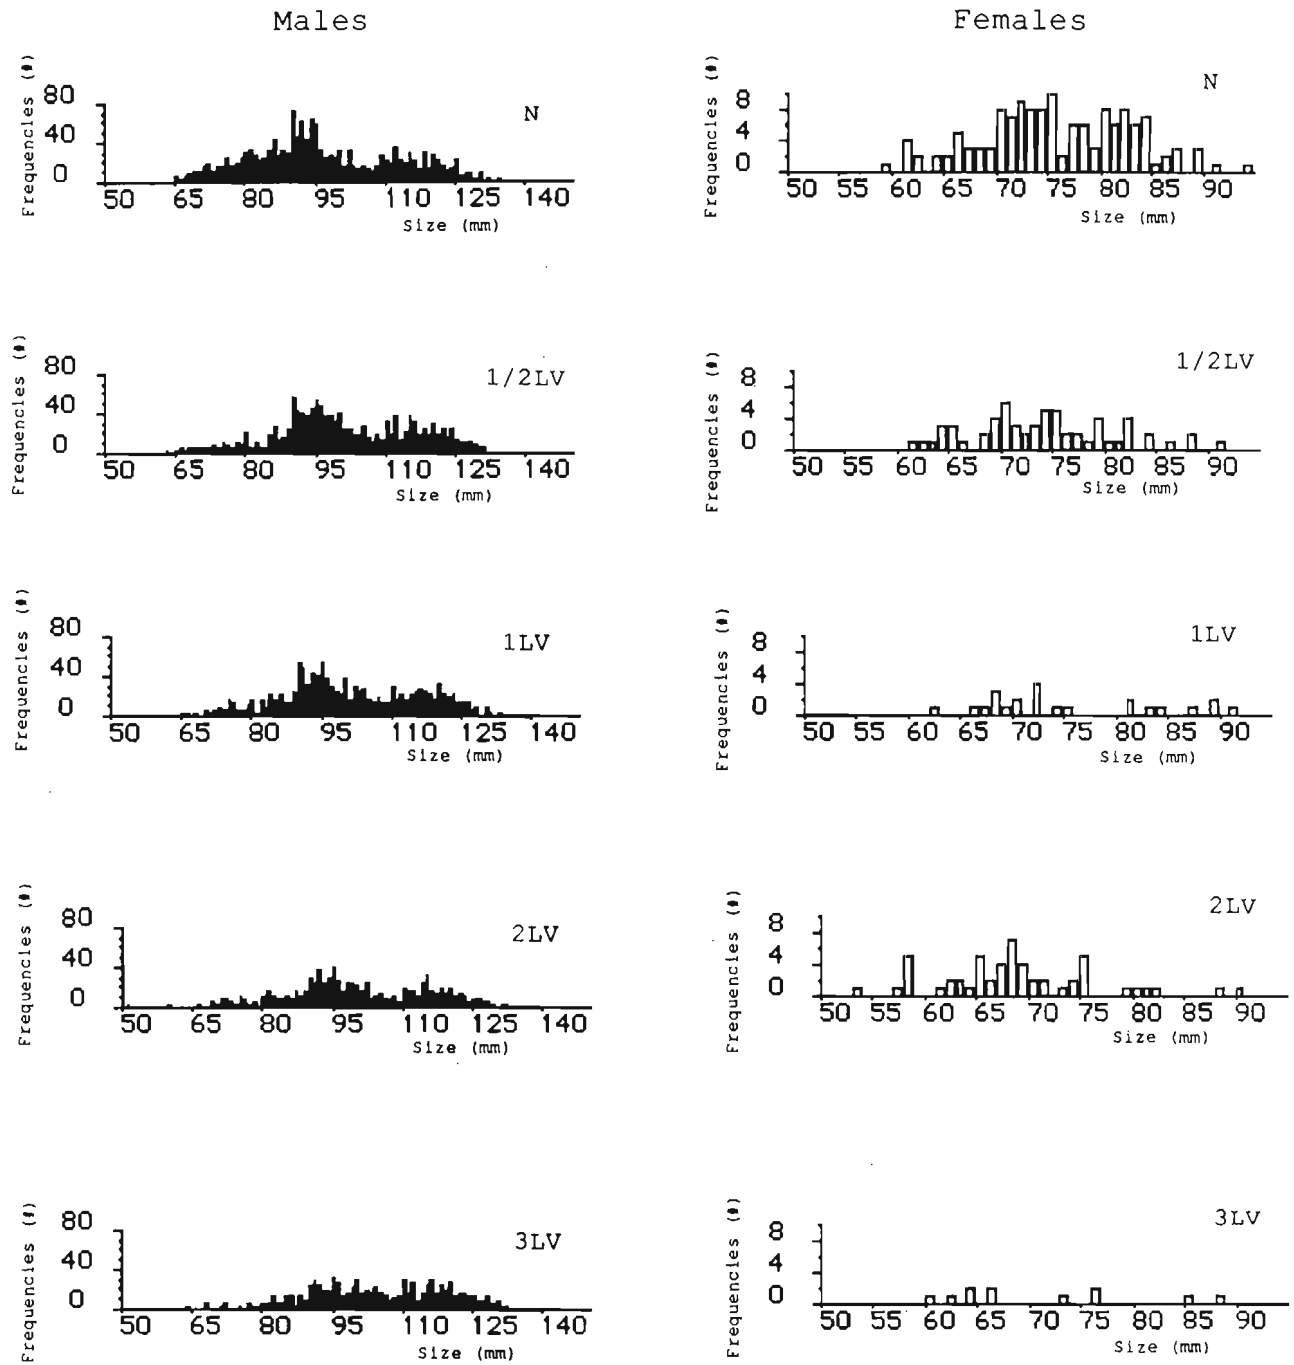 Males
Females
Frequencies (#)
80
40
0
N
50 65 80 95 110 125 140
Size (mm)
Frequencies (#)
8
4
0
N
50 55 60 65 70 75 80 85 90
Size (mm)
Frequencies (#)
80
40
0
1/2LV
50 65 80 95 110 125 140
Size (mm)
Frequencies (#)
8
4
0
1/2LV
50 55 60 65 70 75 80 85 90
Size (mm)
Frequencies (#)
80
40
0
1LV
50 65 80 95 110 125 140
Size (mm)
Frequencies (#)
8
4
0
1LV
50 55 60 65 70 75 80 85 90
Size (mm)
Frequencies (#)
80
40
0
2LV
50 65 80 95 110 125 140
Size (mm)
Frequencies (#)
8
4
0
2LV
50 55 60 65 70 75 80 85 90
Size (mm)
Frequencies (#)
80
40
0
3LV
50 65 80 95 110 125 140
Size (mm)
Frequencies (#)
8
4
0
3LV
50 55 60 65 70 75 80 85 90
Size (mm)